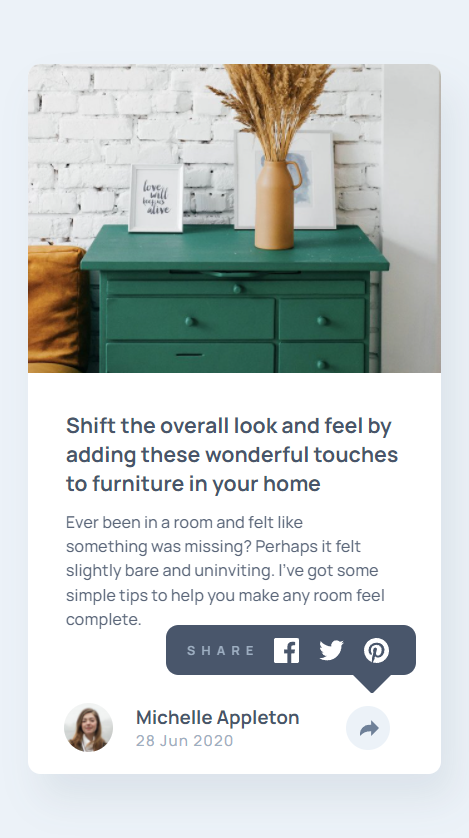 love
will
keep us
alive
Shift the overall look and feel by
adding these wonderful touches
to furniture in your home
Ever been in a room and felt like
something was missing? Perhaps it felt
slightly bare and uninviting. I've got some
simple tips to help you make any room feel
complete.
SHARE
Michelle Appleton
28 Jun 2020